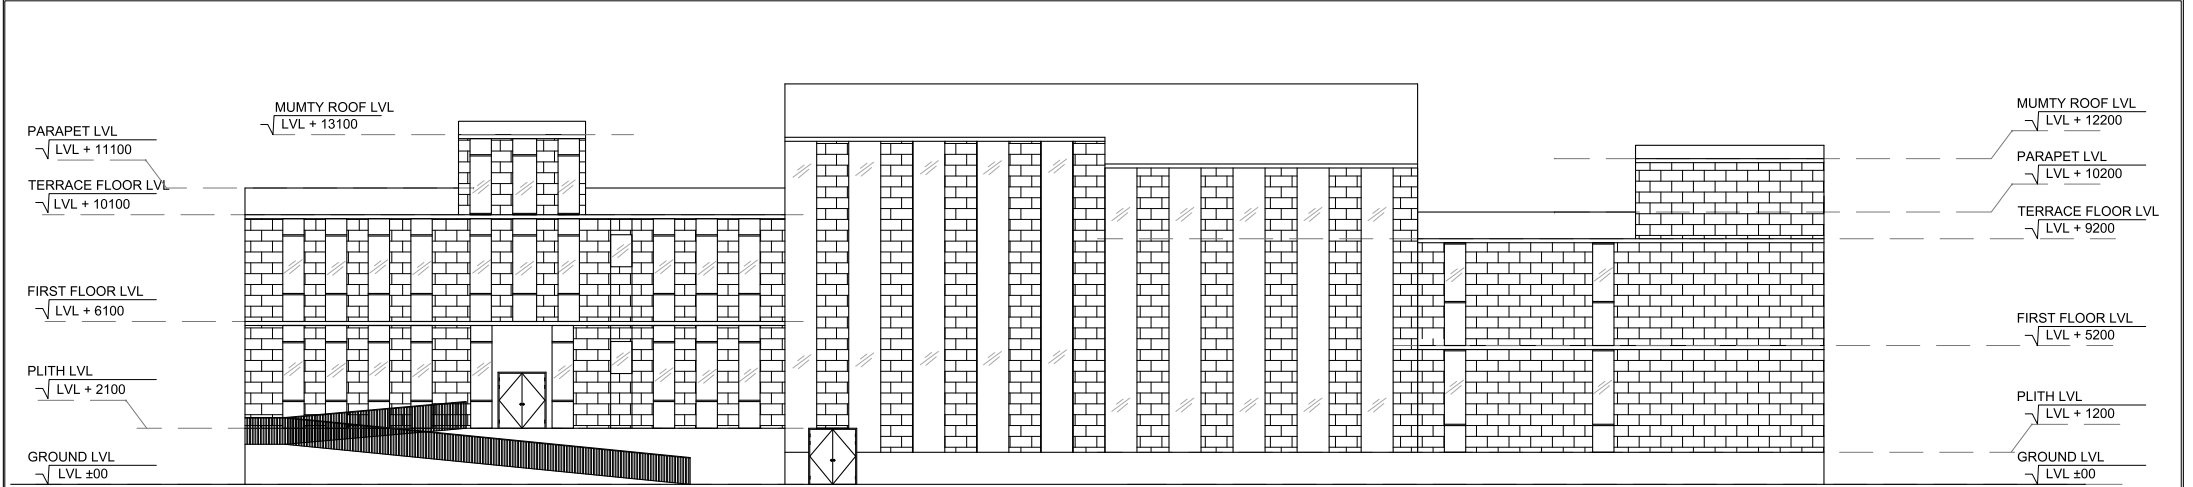 MUMTY ROOF LVL
LVL + 13100
PARAPET LVL
LVL + 11100
TERRACE FLOOR LVL
LVL + 10100
FIRST FLOOR LVL
LVL + 6100
PLITH LVL
LVL + 2100
GROUND LVL
LVL ±00
MUMTY ROOF LVL
LVL + 12200
PARAPET LVL
LVL + 10200
TERRACE FLOOR LVL
LVL + 9200
FIRST FLOOR LVL
LVL + 5200
PLITH LVL
LVL + 1200
GROUND LVL
LVL ±00